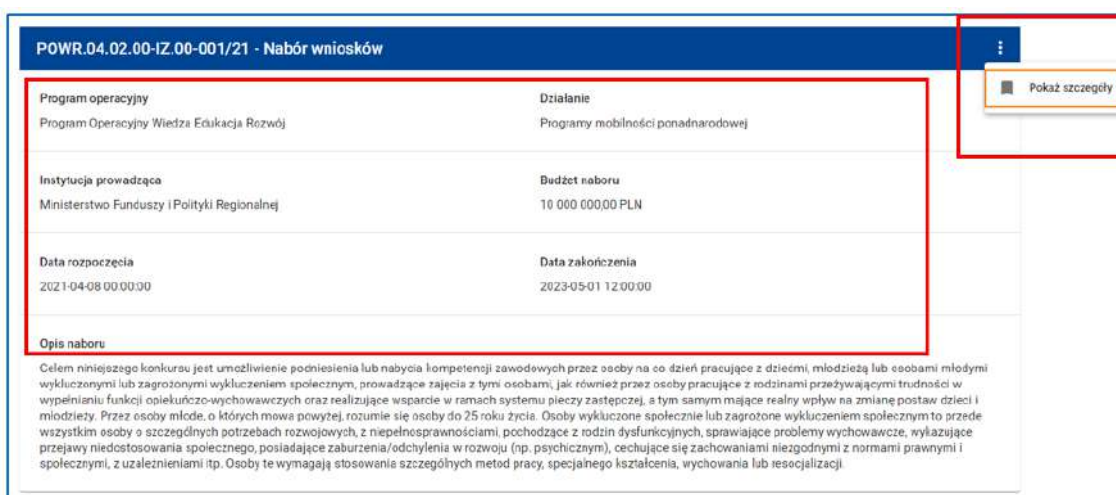 POWR.04.02.00-IZ.00-001/21 - Nabór wniosków
Pokaż szczegóły
Program operacyjny
Działanie
Program Operacyjny Wiedza Edukacja Rozwój
Programy mobilności ponadnarodowej
Instytucja prowadząca
Budżet naboru
Ministerstwo Funduszy i Polityki Regionalnej
10 000 000,00 PLN
Data rozpoczęcia
Data zakończenia
2021-04-08 00:00:00
2023-05-01 12:00:00
Opis naboru
Celem niniejszego konkursu jest umożliwienie podniesienia lub nabycia kompetencji zawodowych przez osoby na co dzień pracujące z dziećmi, młodzieżą lub osobami młodymi
wykluczonymi lub zagrożonymi wykluczeniem społecznym, prowadzące zajęcia z tymi osobami, jak również przez osoby pracujące z rodzinami przeżywającymi trudności w
wypełnianiu funkcji opiekuńczo-wychowawczych oraz realizujące wsparcie w ramach systemu pieczy zastępczej, a tym samym mające realny wpływ na zmianę postaw dzieci i
młodzieży. Przez osoby młode, o których mowa powyżej, rozumie się osoby do 25 roku życia. Osoby wykluczone społecznie lub zagrożone wykluczeniem społecznym to przede
wszystkim osoby o szczególnych potrzebach rozwojowych, z niepełnosprawnościami, pochodzące z rodzin dysfunkcyjnych, sprawiające problemy wychowawcze, wykazujące
przejawy niedostosowania społecznego, posiadające zaburzenia/odchylenia w rozwoju (np. psychicznym), cechujące się zachowaniami niezgodnymi z normami prawnymi i
społecznymi, z uzależnieniami itp. Osoby te wymagają stosowania szczególnych metod pracy, specjalnego kształcenia, wychowania lub resocjalizacji.